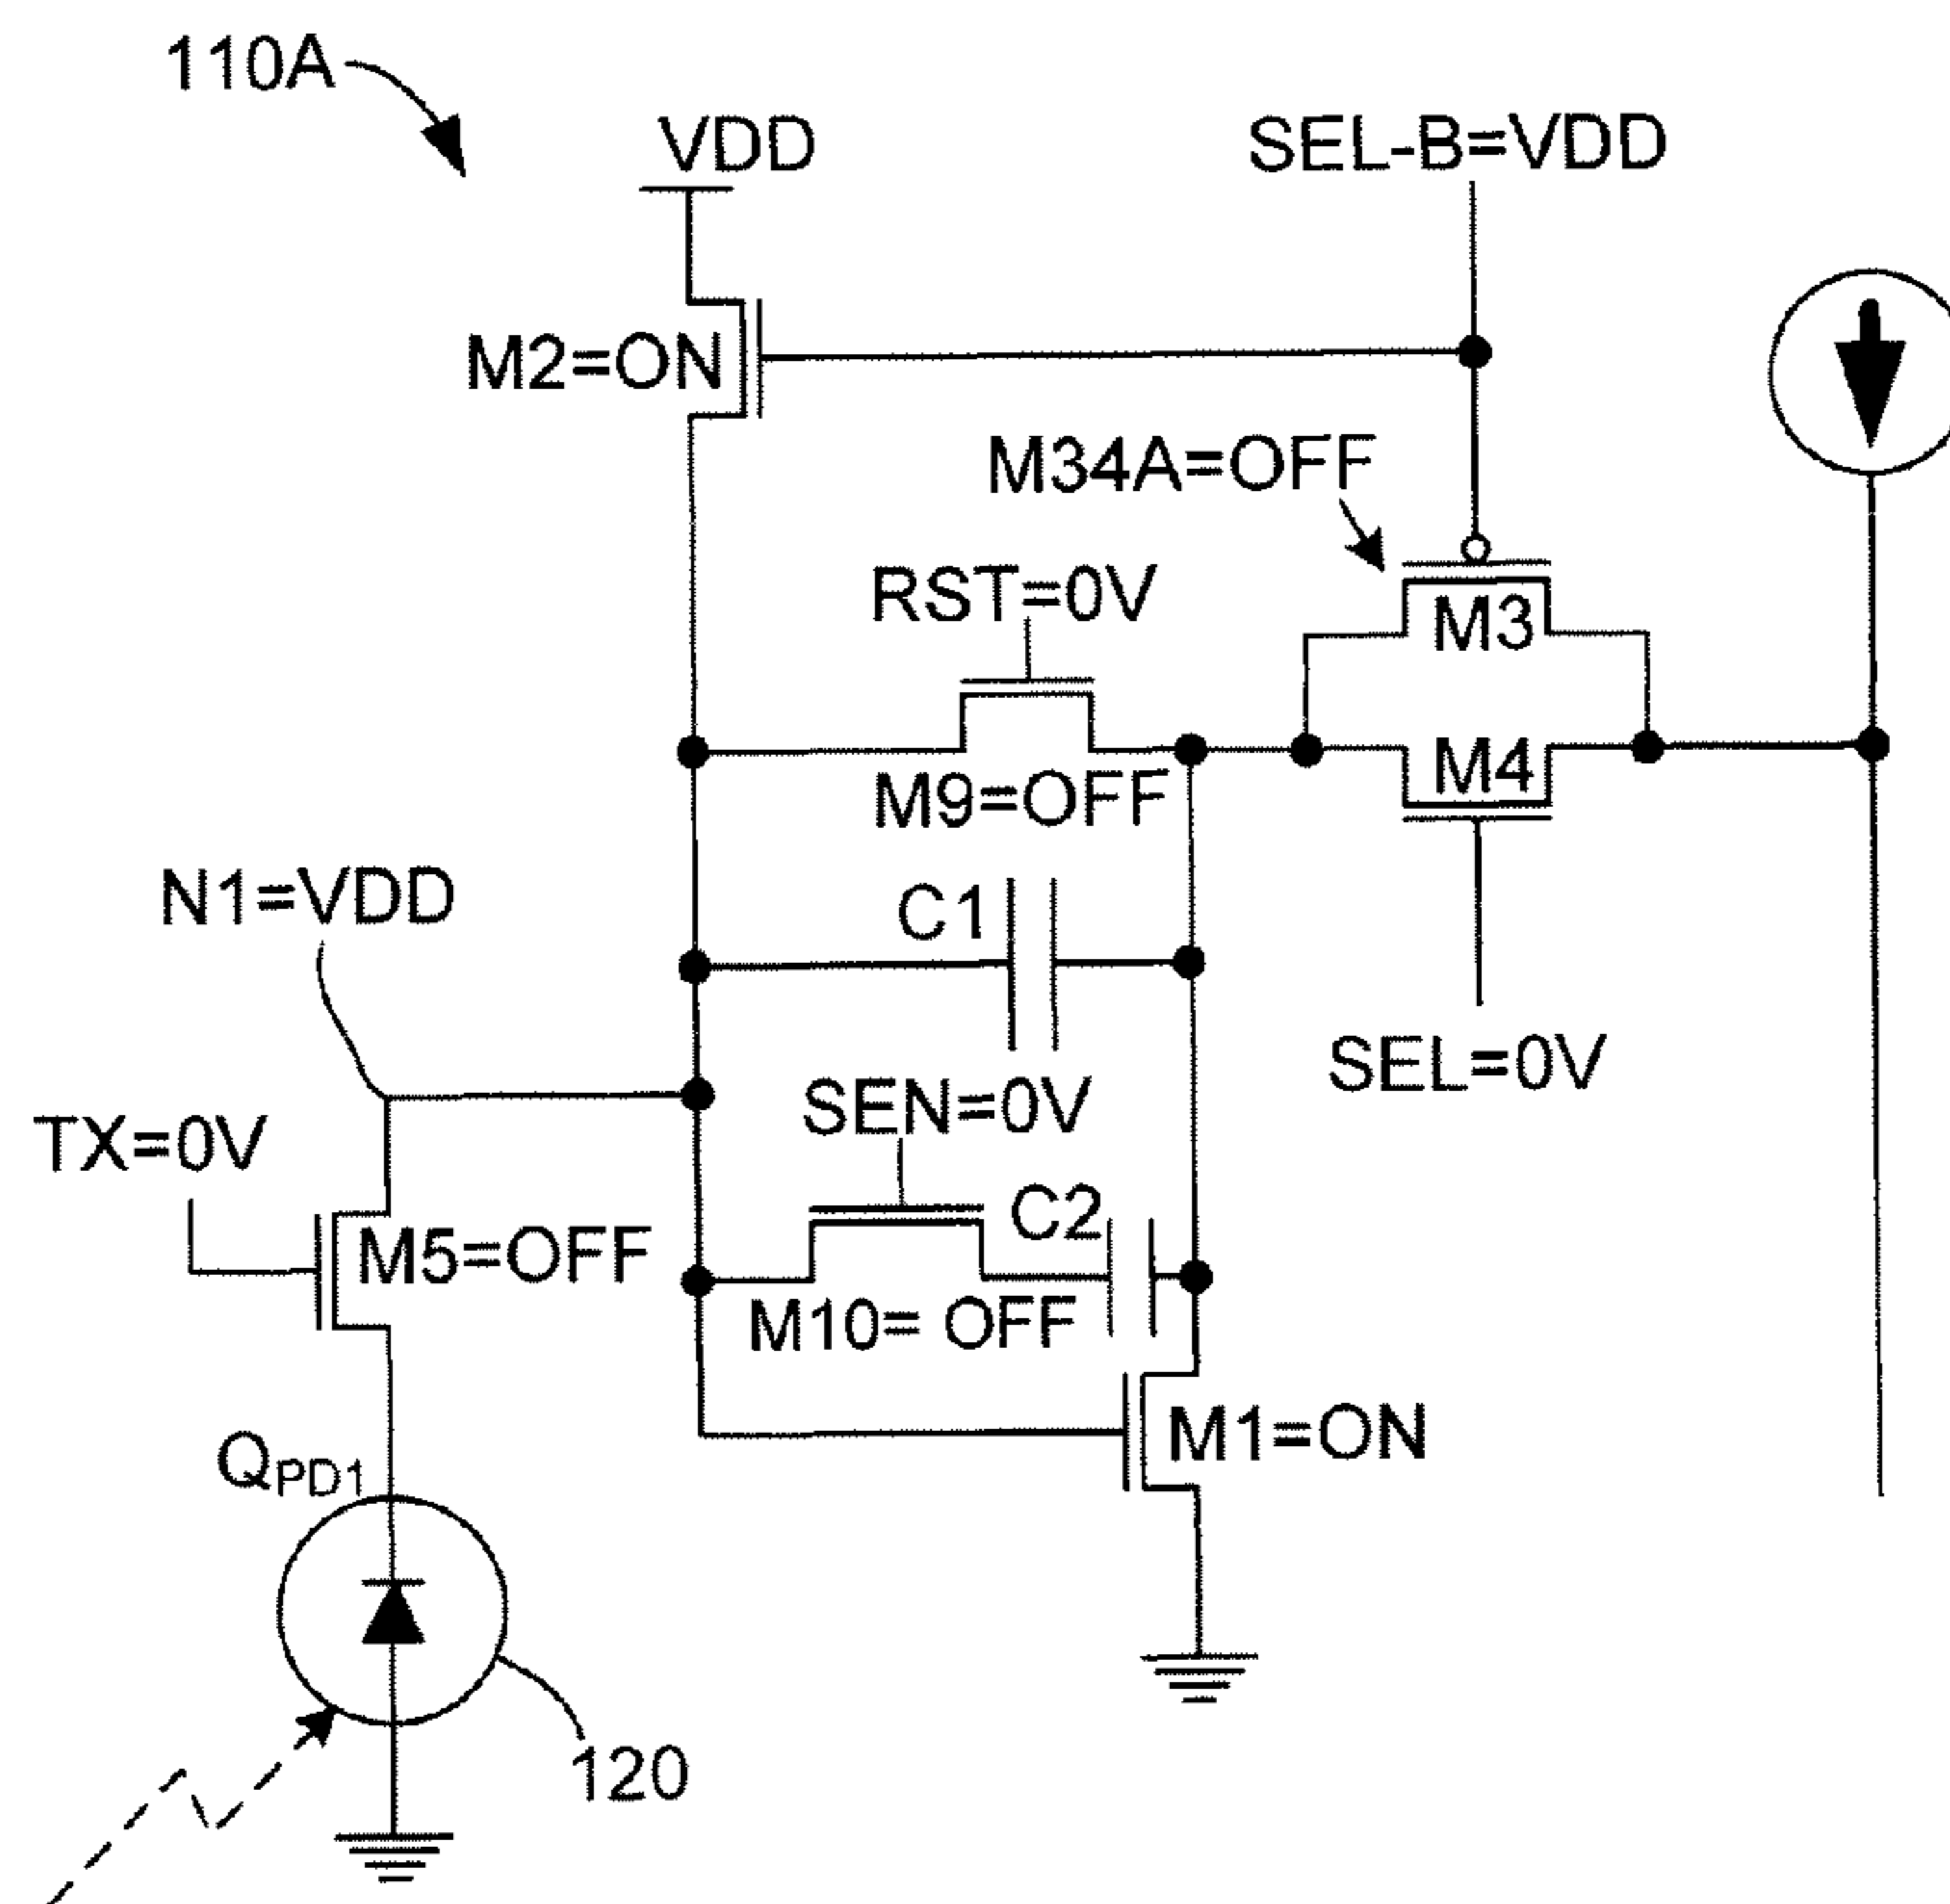 110A
VDD
SEL-B=VDD
M2=ON
M34A=OFF
RST=0V
M3
M4
M9=OFF
N1=VDD
C1
SEL=0V
SEN=0V
TX=0V
C2
M5=OFF
M10= OFF
M1=ON
QPD1
120